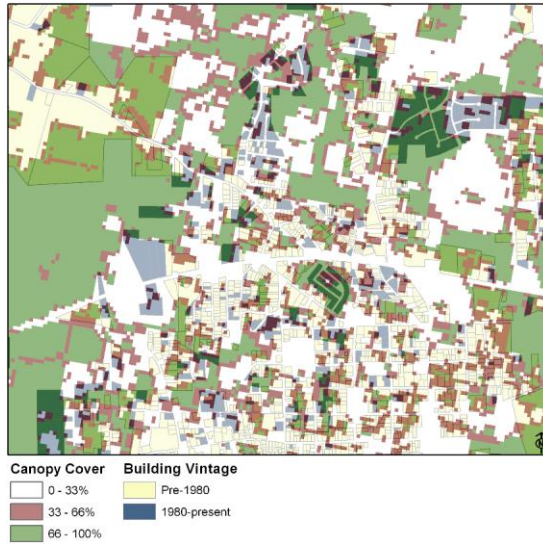 Canopy Cover
0 - 33%
33 - 66%
66 - 100%
Building Vintage
Pre-1980
1980-present